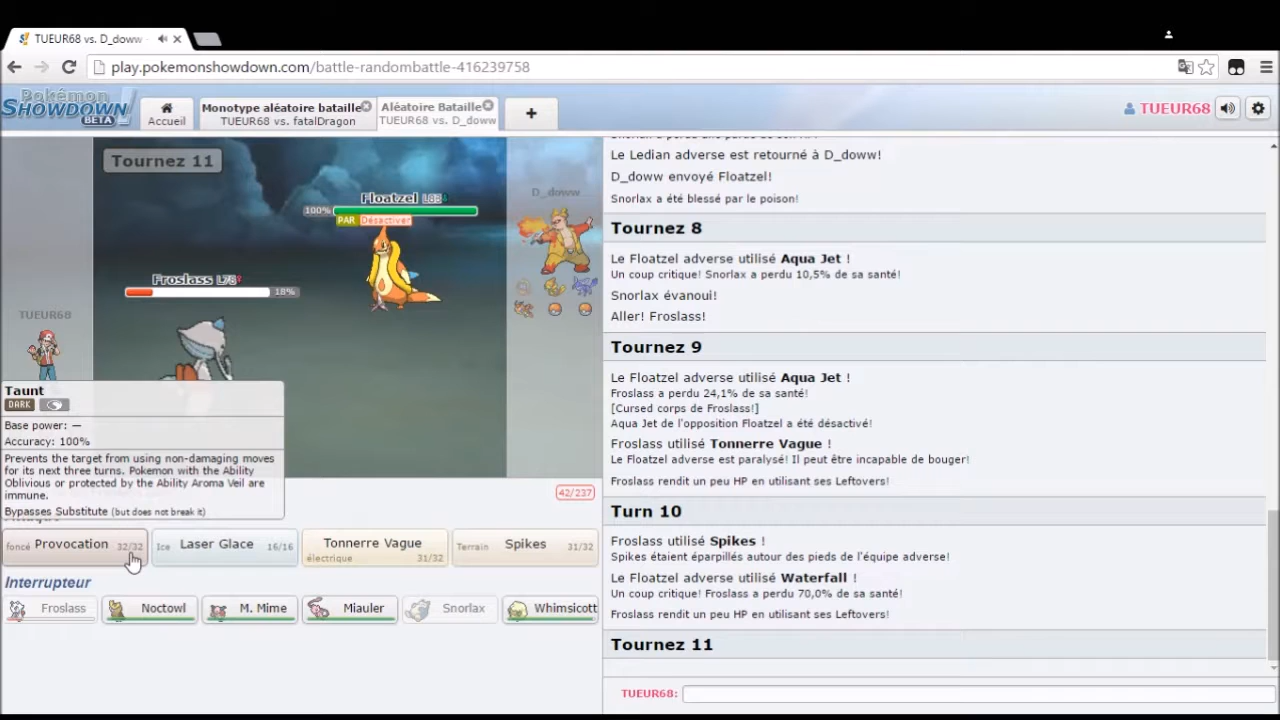 TUEUR68 vs. D_doww
play.pokemonshowdown.com/battle-randombattle-416239758
Pokémon
SHOWDOWN
BETA
Accueil
Monotype aléatoire bataille
TUEUR68 vs. fatalDragon
Aléatoire Bataille
TUEUR68 vs. D_doww
+
TUEUR68
Tournez 11
Floatzel L83
100%
PAR Désactiver
Froslass L78
18%
TUEUR68
D_doww
Taunt
DARK
Base power: —
Accuracy: 100%
Prevents the target from using non-damaging moves
for its next three turns. Pokemon with the Ability
Oblivious or protected by the Ability Aroma Veil are
immune.
Bypasses Substitute (but does not break it)
42/237
foncé Provocation 32/32
Ice Laser Glace 16/16
Tonnerre Vague
électrique 31/32
Terrain Spikes 31/32
Interrupteur
Froslass
Noctowl
M. Mime
Miauler
Snorlax
Whimsicott
Le Ledian adverse est retourné à D_doww!
D_doww envoyé Floatzel!
Snorlax a été blessé par le poison!
Tournez 8
Le Floatzel adverse utilisé Aqua Jet !
Un coup critique! Snorlax a perdu 10,5% de sa santé!
Snorlax évanoui!
Aller! Froslass!
Tournez 9
Le Floatzel adverse utilisé Aqua Jet !
Froslass a perdu 24,1% de sa santé!
[Cursed corps de Froslass!]
Aqua Jet de l'opposition Floatzel a été désactivé!
Froslass utilisé Tonnerre Vague !
Le Floatzel adverse est paralysé! Il peut être incapable de bouger!
Froslass rendit un peu HP en utilisant ses Leftovers!
Turn 10
Froslass utilisé Spikes !
Spikes étaient éparpillés autour des pieds de l'équipe adverse!
Le Floatzel adverse utilisé Waterfall !
Un coup critique! Froslass a perdu 70,0% de sa santé!
Froslass rendit un peu HP en utilisant ses Leftovers!
Tournez 11
TUEUR68: